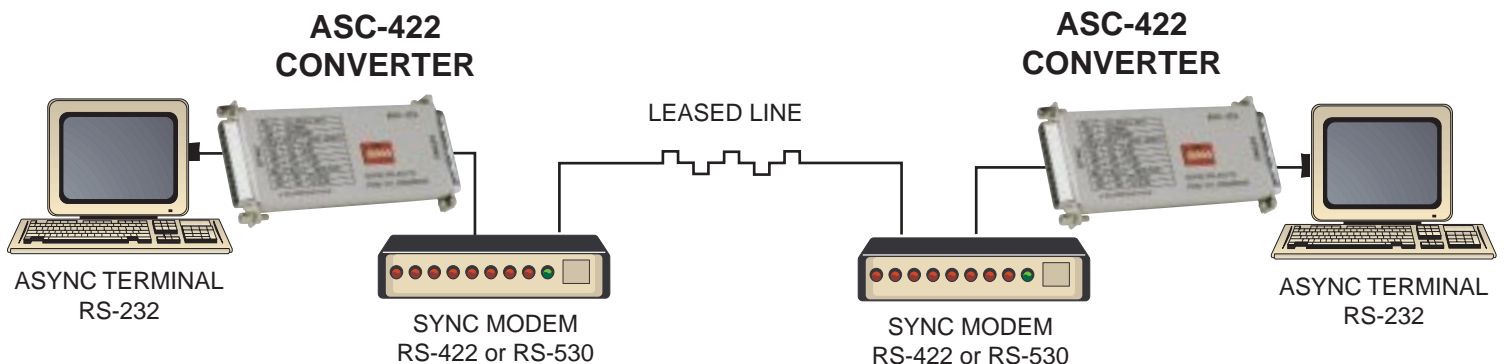 ASC-422
CONVERTER
ASC-422
CONVERTER
LEASED LINE
ASYNC TERMINAL
RS-232
SYNC MODEM
RS-422 or RS-530
SYNC MODEM
RS-422 or RS-530
ASYNC TERMINAL
RS-232